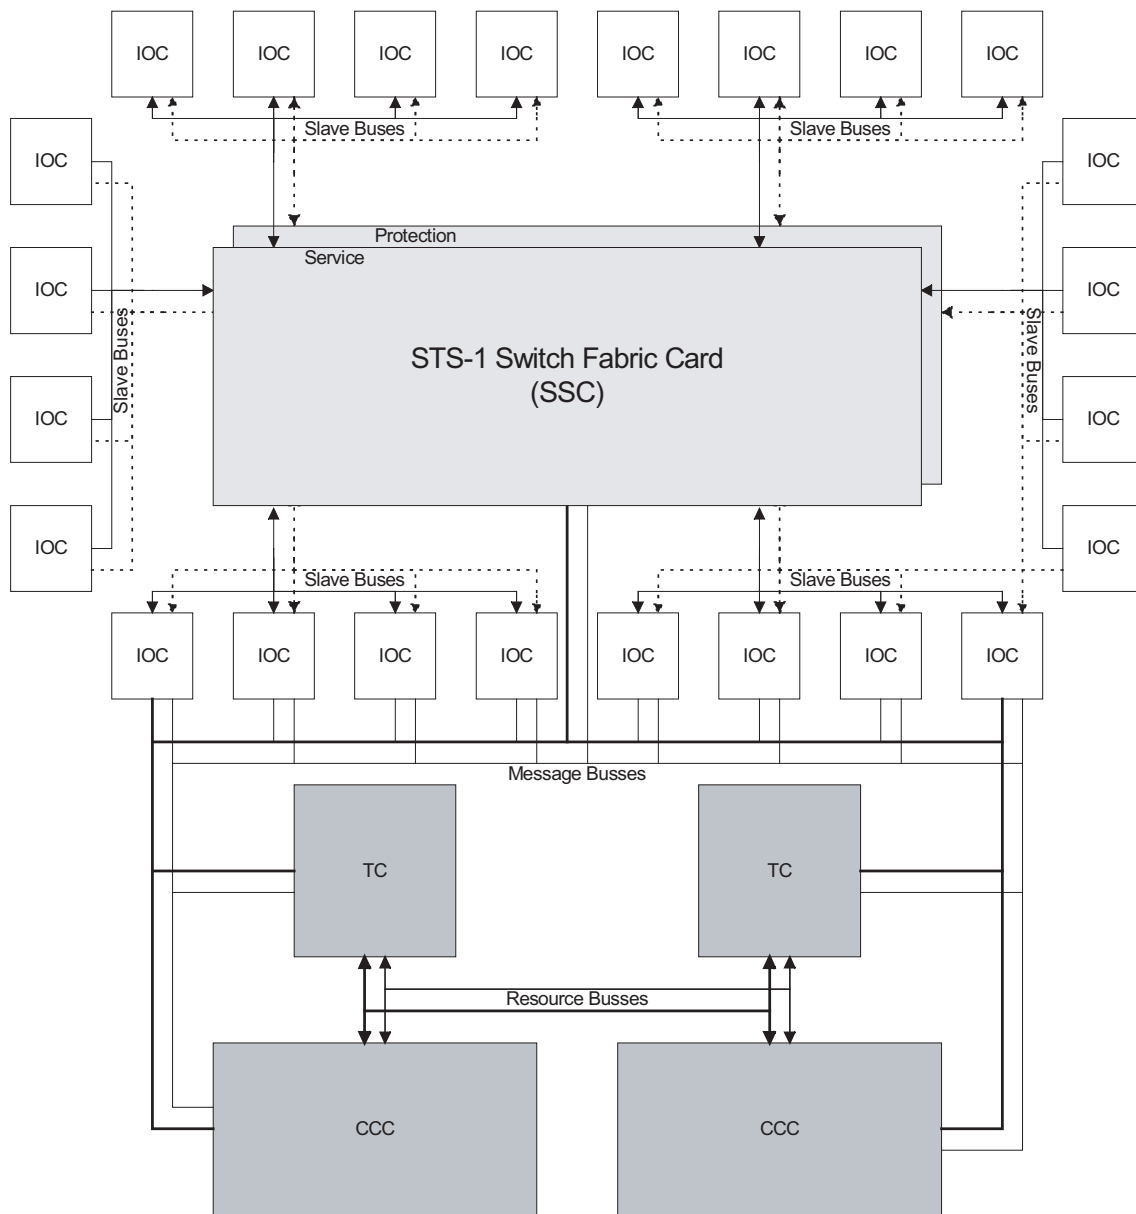 IOC
IOC
IOC
IOC
IOC
IOC
IOC
IOC
Slave Buses
Slave Buses
IOC
IOC
Protection
Service
IOC
IOC
Slave Buses
Slave Buses
STS-1 Switch Fabric Card
(SSC)
IOC
IOC
IOC
IOC
Slave Buses
Slave Buses
IOC
IOC
IOC
IOC
IOC
IOC
IOC
IOC
Message Busses
TC
TC
Resource Busses
CCC
CCC